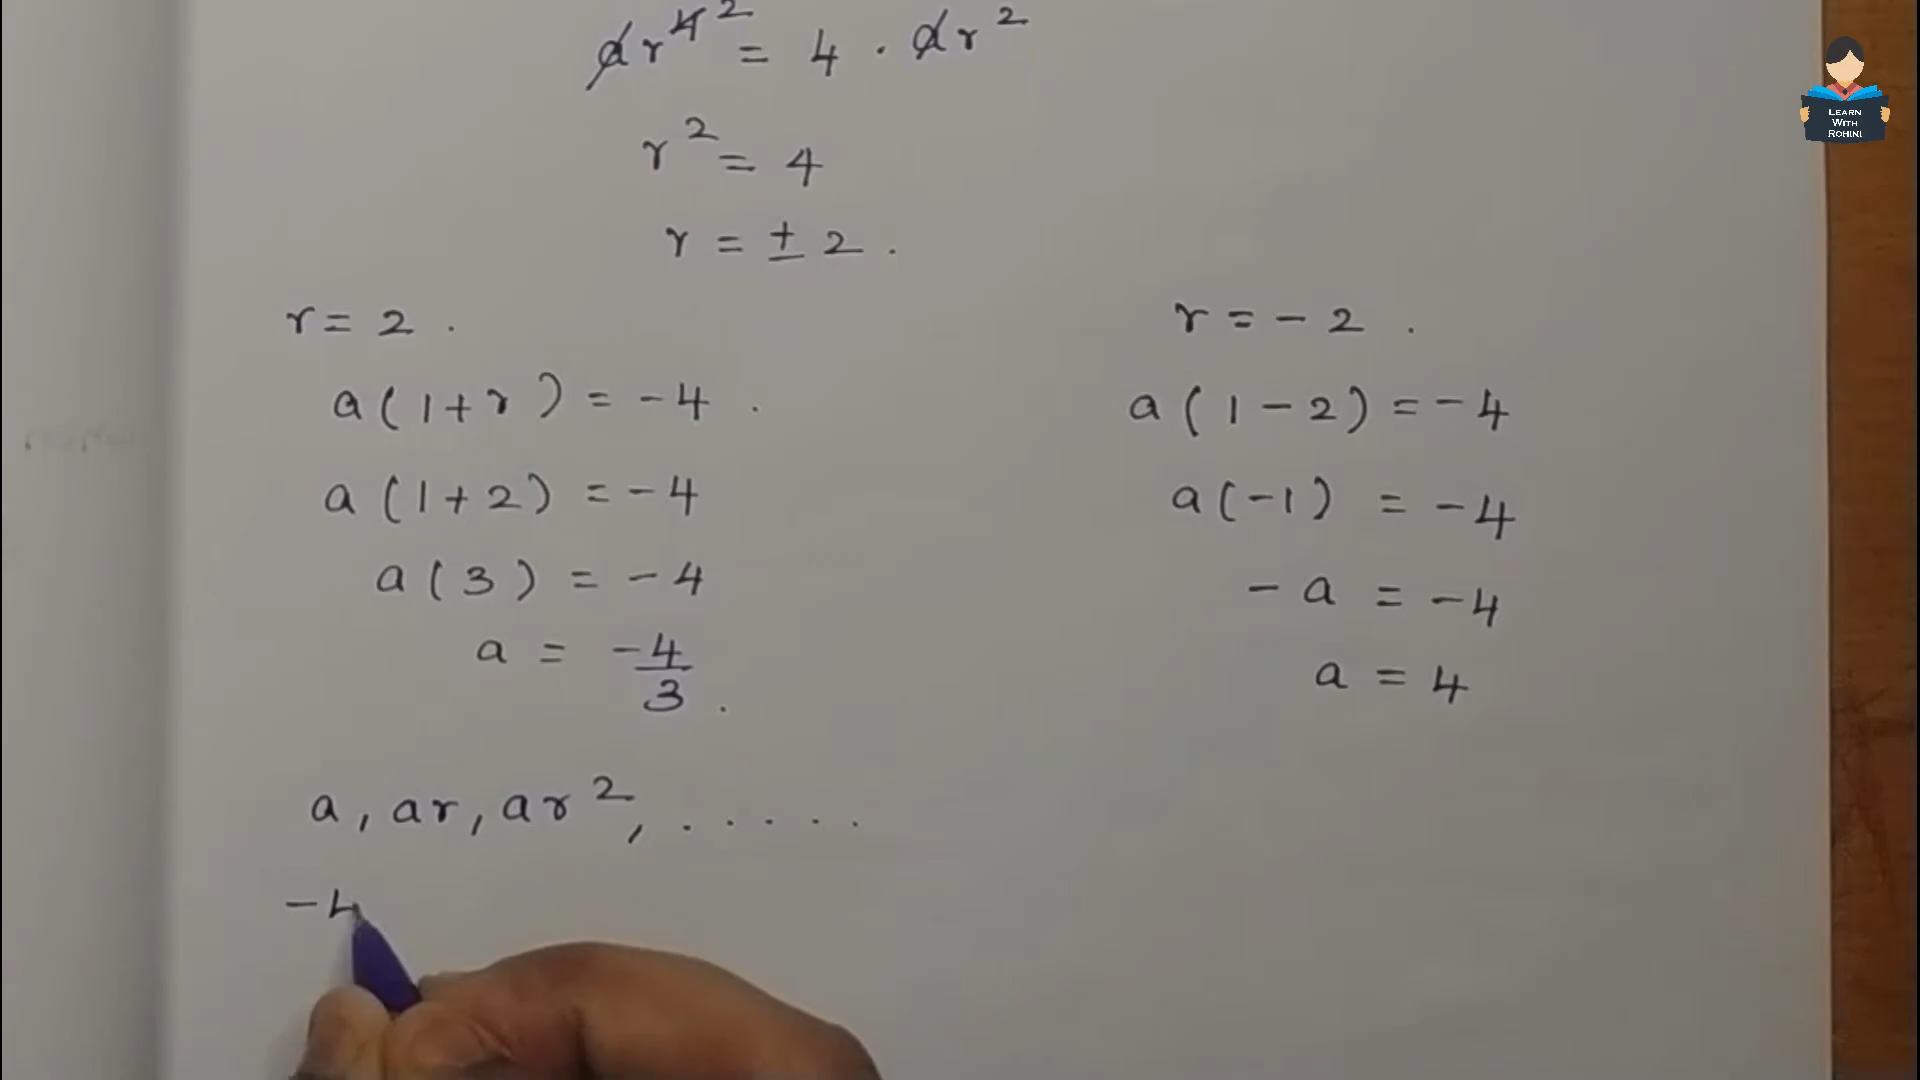 ar⁴ ² = 4 . ar²
r² = 4
r = ± 2 .
r = 2 .
a ( 1 + r ) = -4 .
a ( 1 + 2 ) = -4
a ( 3 ) = -4
a = -4/3 .
r = -2 .
a ( 1 - 2 ) = -4
a ( -1 ) = -4
-a = -4
a = 4
a , ar , ar² , . . . . .
-4
LEARN
WITH
ROHINI